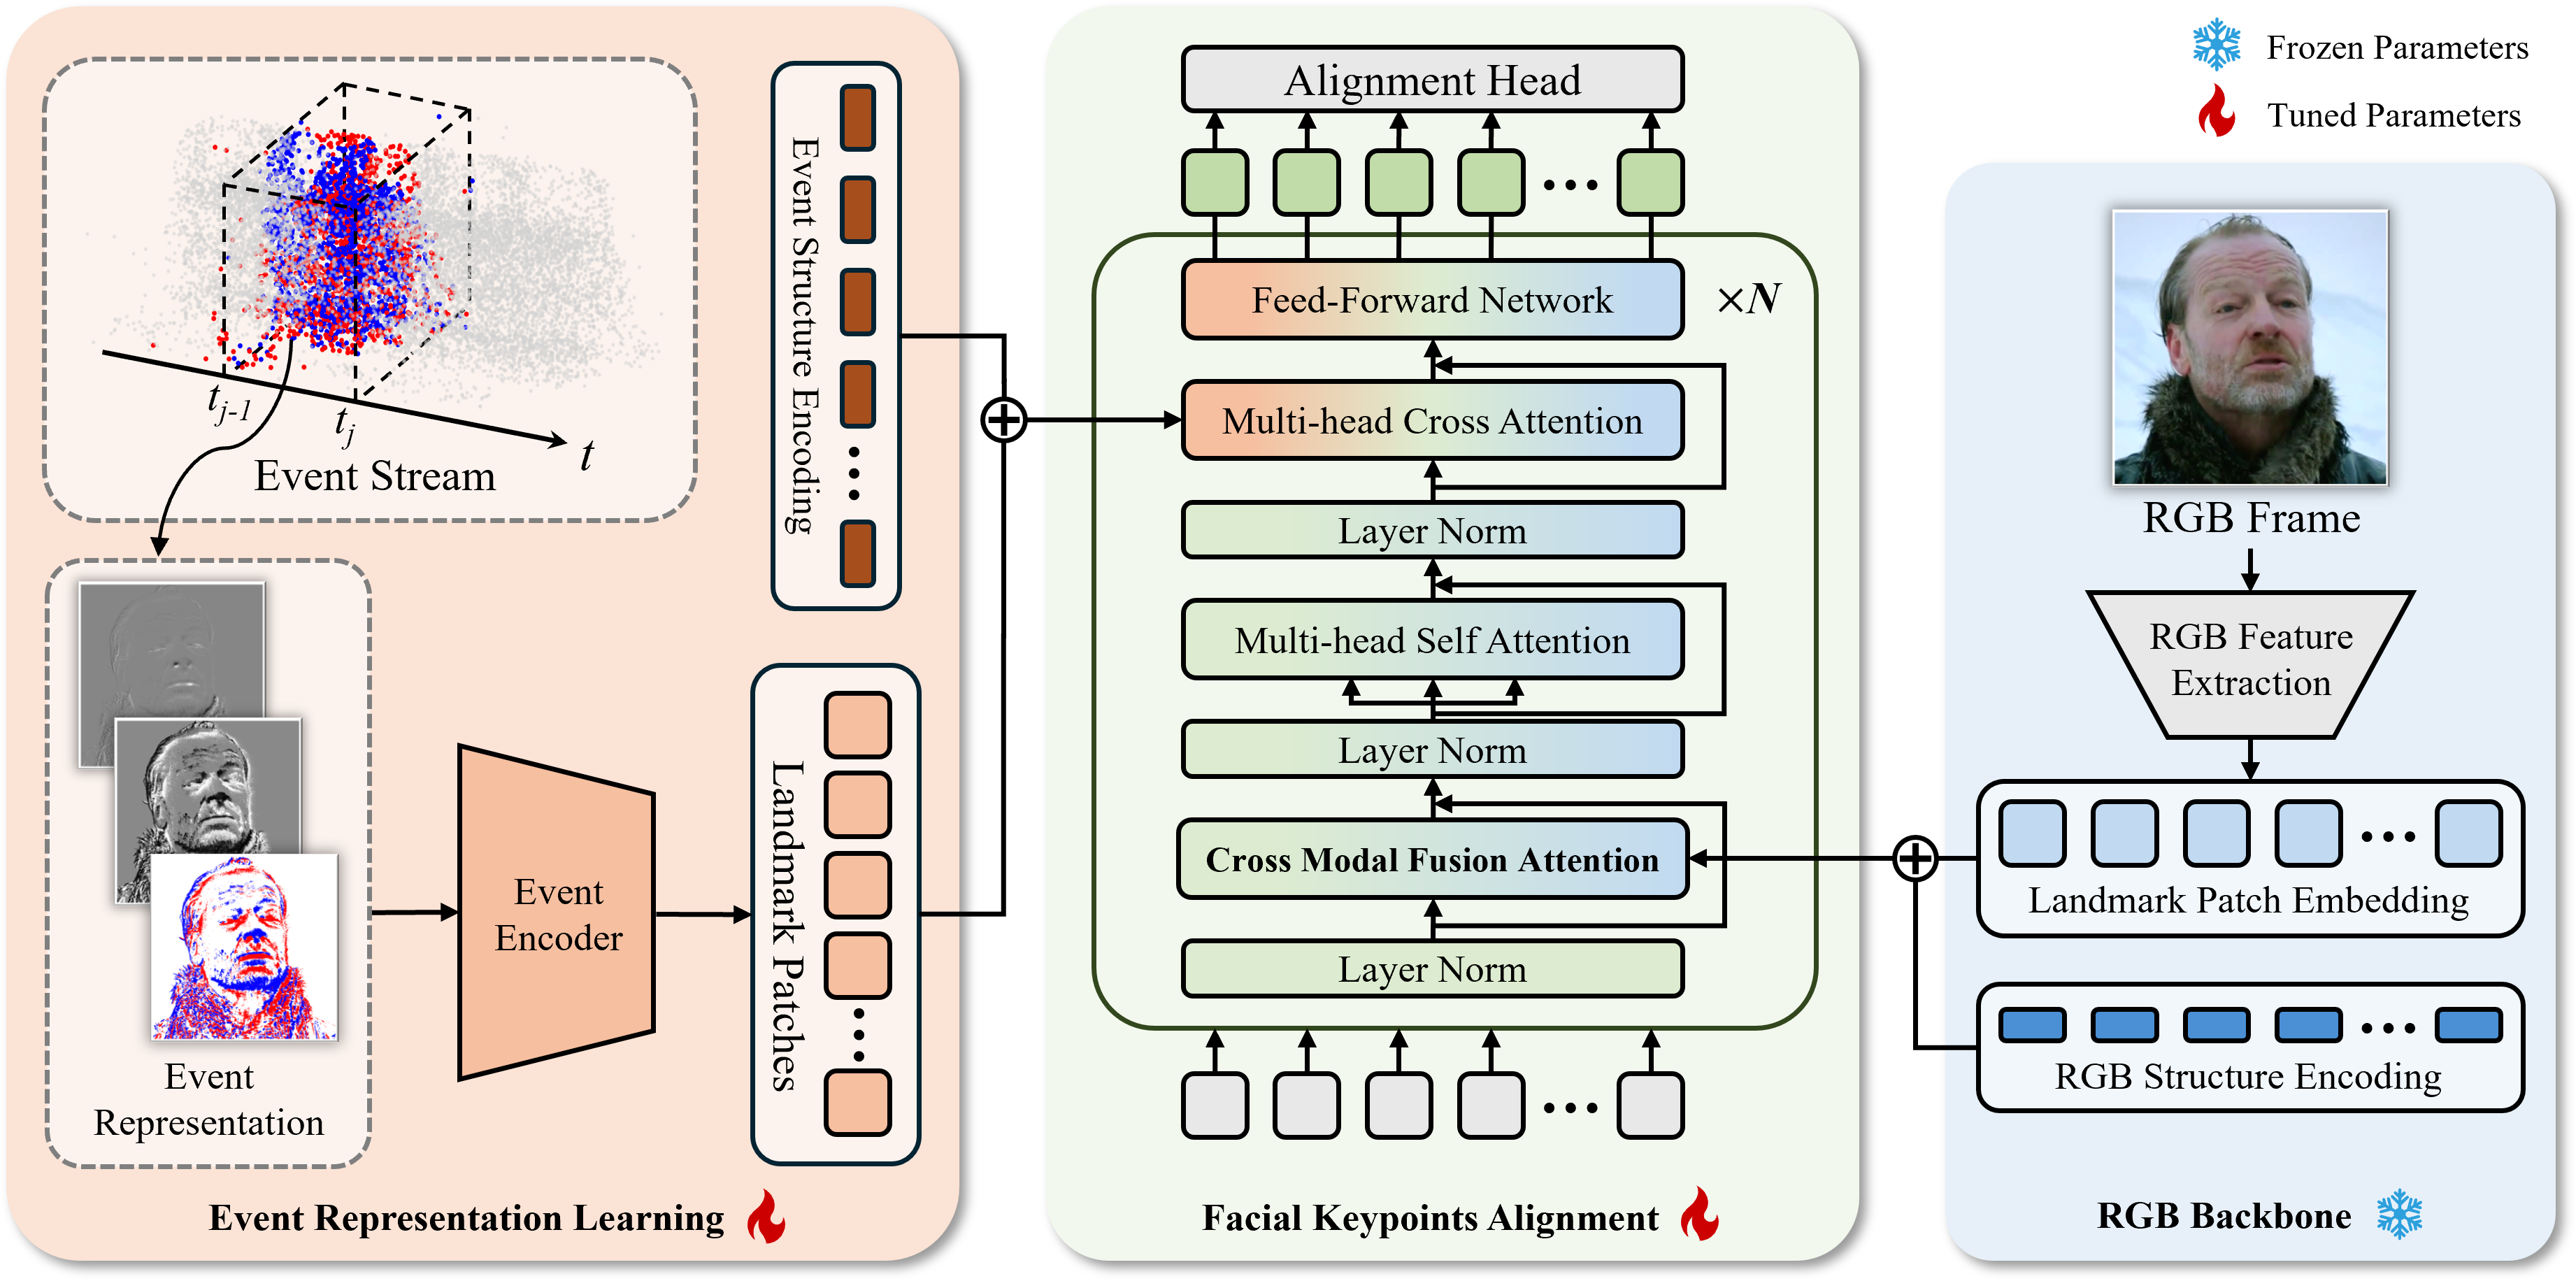 Event Stream
t
j-1
t
j
t
Event
Representation
Event
Encoder
Event Structure Encoding
Landmark Patches
Event Representation Learning
Alignment Head
Feed-Forward Network
×N
Multi-head Cross Attention
Layer Norm
Multi-head Self Attention
Layer Norm
Cross Modal Fusion Attention
Layer Norm
Facial Keypoints Alignment
Frozen Parameters
Tuned Parameters
RGB Frame
RGB Feature
Extraction
Landmark Patch Embedding
RGB Structure Encoding
RGB Backbone